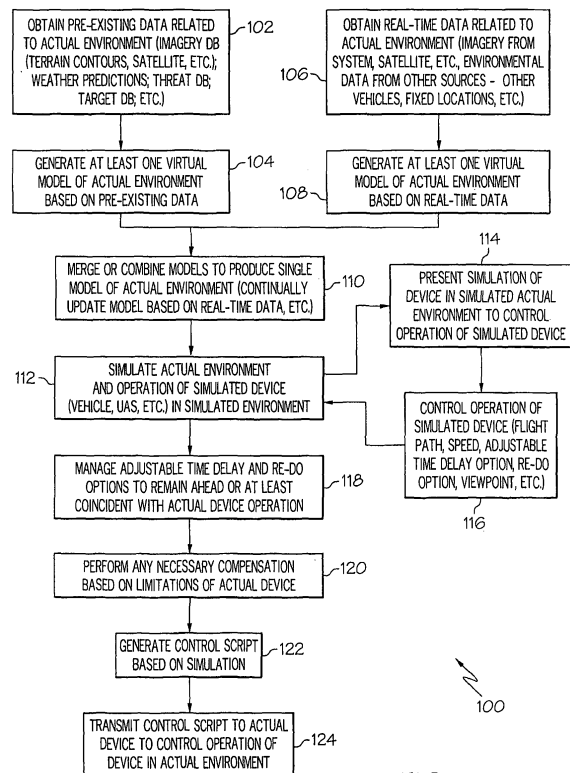 OBTAIN PRE-EXISTING DATA RELATED
TO ACTUAL ENVIRONMENT (IMAGERY DB
(TERRAIN CONTOURS, SATELLITE, ETC.);
WEATHER PREDICTIONS; THREAT DB;
TARGET DB; ETC.)
102
OBTAIN REAL-TIME DATA RELATED TO
ACTUAL ENVIRONMENT (IMAGERY FROM
SYSTEM, SATELLITE, ETC., ENVIRONMENTAL
DATA FROM OTHER SOURCES - OTHER
VEHICLES, FIXED LOCATIONS, ETC.)
106
GENERATE AT LEAST ONE VIRTUAL
MODEL OF ACTUAL ENVIRONMENT
BASED ON PRE-EXISTING DATA
104
GENERATE AT LEAST ONE VIRTUAL
MODEL OF ACTUAL ENVIRONMENT
BASED ON REAL-TIME DATA
108
MERGE OR COMBINE MODELS TO PRODUCE SINGLE
MODEL OF ACTUAL ENVIRONMENT (CONTINUALLY
UPDATE MODEL BASED ON REAL-TIME DATA, ETC.)
110
114
PRESENT SIMULATION OF
DEVICE IN SIMULATED ACTUAL
ENVIRONMENT TO CONTROL
OPERATION OF SIMULATED DEVICE
112
SIMULATE ACTUAL ENVIRONMENT
AND OPERATION OF SIMULATED DEVICE
(VEHICLE, UAS, ETC.) IN SIMULATED ENVIRONMENT
CONTROL OPERATION OF
SIMULATED DEVICE (FLIGHT
PATH, SPEED, ADJUSTABLE
TIME DELAY OPTION, RE-DO
OPTION, VIEWPOINT, ETC.)
116
MANAGE ADJUSTABLE TIME DELAY AND RE-DO
OPTIONS TO REMAIN AHEAD OR AT LEAST
COINCIDENT WITH ACTUAL DEVICE OPERATION
118
PERFORM ANY NECESSARY COMPENSATION
BASED ON LIMITATIONS OF ACTUAL DEVICE
120
GENERATE CONTROL SCRIPT
BASED ON SIMULATION
122
100
TRANSMIT CONTROL SCRIPT TO ACTUAL
DEVICE TO CONTROL OPERATION OF
DEVICE IN ACTUAL ENVIRONMENT
124